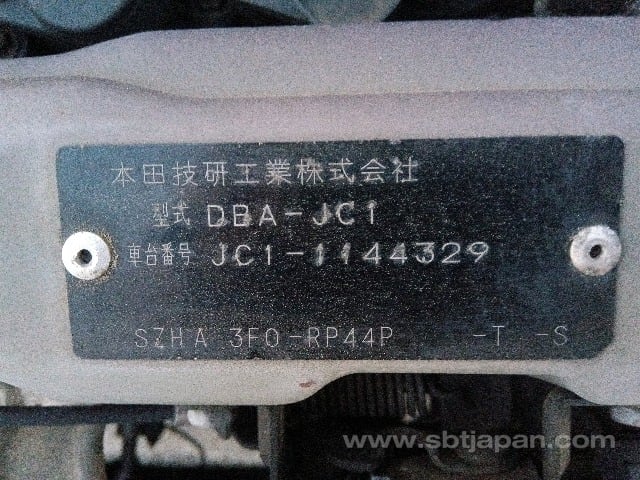 本田技研工業株式会社
型式 DBA-JC1
車台番号 JC1-1144329
SZHA 3F0-RP44P -T -S
www.sbtjapan.com